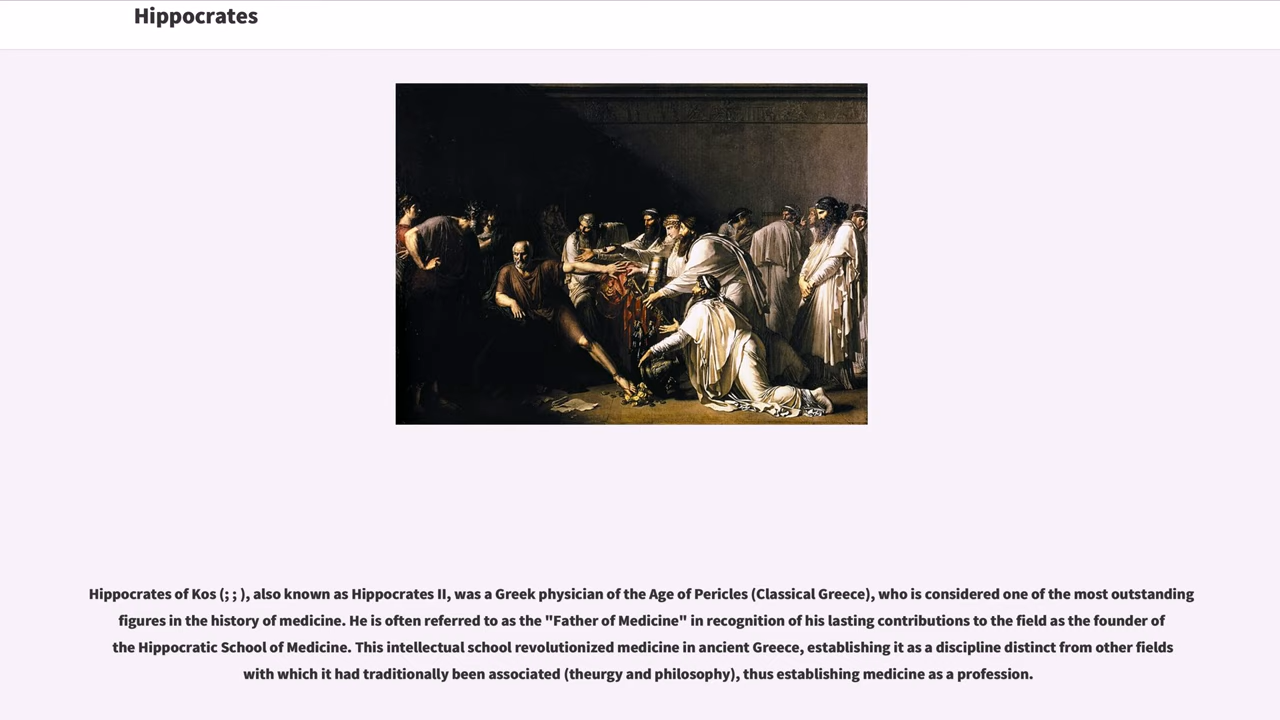 Hippocrates
Hippocrates of Kos (; ; ), also known as Hippocrates II, was a Greek physician of the Age of Pericles (Classical Greece), who is considered one of the most outstanding
figures in the history of medicine. He is often referred to as the "Father of Medicine" in recognition of his lasting contributions to the field as the founder of
the Hippocratic School of Medicine. This intellectual school revolutionized medicine in ancient Greece, establishing it as a discipline distinct from other fields
with which it had traditionally been associated (theurgy and philosophy), thus establishing medicine as a profession.